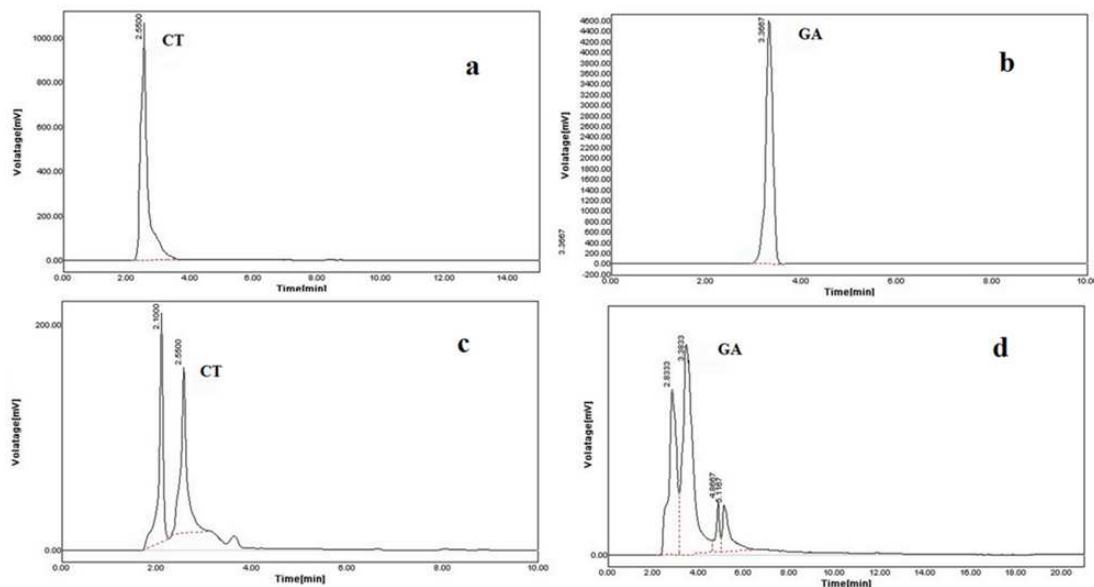 2.5500
CT
a
1000.00
800.00
600.00
400.00
200.00
0.00
Volatage[mV]
0.00 2.00 4.00 6.00 8.00 10.00 12.00 14.00
Time[min]
3.3667
GA
b
4600.00
4400.00
4200.00
4000.00
3800.00
3600.00
3400.00
3200.00
3000.00
2800.00
2600.00
2400.00
2200.00
2000.00
1800.00
1600.00
1400.00
1200.00
1000.00
800.00
600.00
400.00
200.00
0.00
-200.00
Volatage[mV]
3.3667
0.00 2.00 4.00 6.00 8.00 10.00
Time[min]
2.1000
2.5500
CT
c
200.00
0.00
Volatage[mV]
0.00 2.00 4.00 6.00 8.00 10.00
Time[min]
2.8333
3.3833
GA
d
4.8667
5.1167
0.00
Volatage[mV]
0.00 2.00 4.00 6.00 8.00 10.00 12.00 14.00 16.00 18.00 20.00
Time[min]